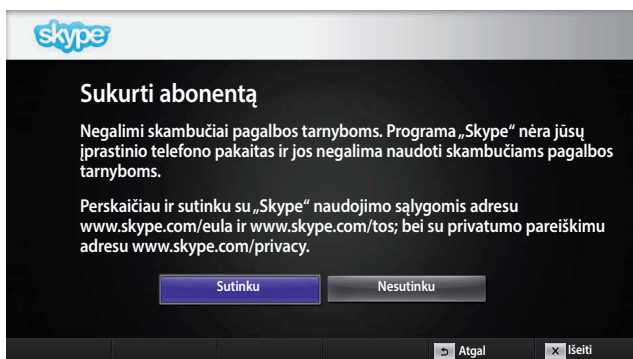 skype
Sukurti abonentą
Negalimi skambučiai pagalbos tarnyboms. Programa „Skype“ nėra jūsų
įprastinio telefono pakaitas ir jos negalima naudoti skambučiams pagalbos
tarnyboms.
Perskaičiau ir sutinku su „Skype“ naudojimo sąlygomis adresu
www.skype.com/eula ir www.skype.com/tos; bei su privatumo pareiškimu
adresu www.skype.com/privacy.
Sutinku Nesutinku
Atgal x Išeiti